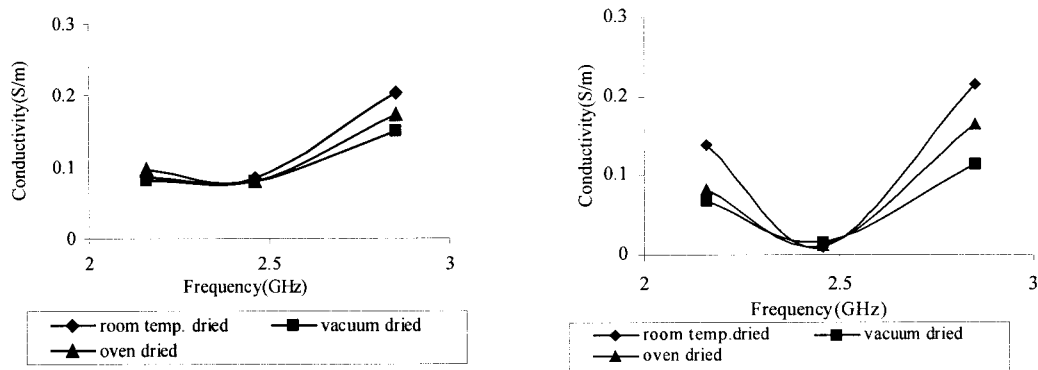 0.3
0.2
0.1
0
Conductivity(S/m)
2
2.5
3
Frequency(GHz)
room temp. dried
vacuum dried
oven dried
0.3
0.2
0.1
0
Conductivity(S/m)
2
2.5
3
Frequency(GHz)
room temp.dried
vacuum dried
oven dried